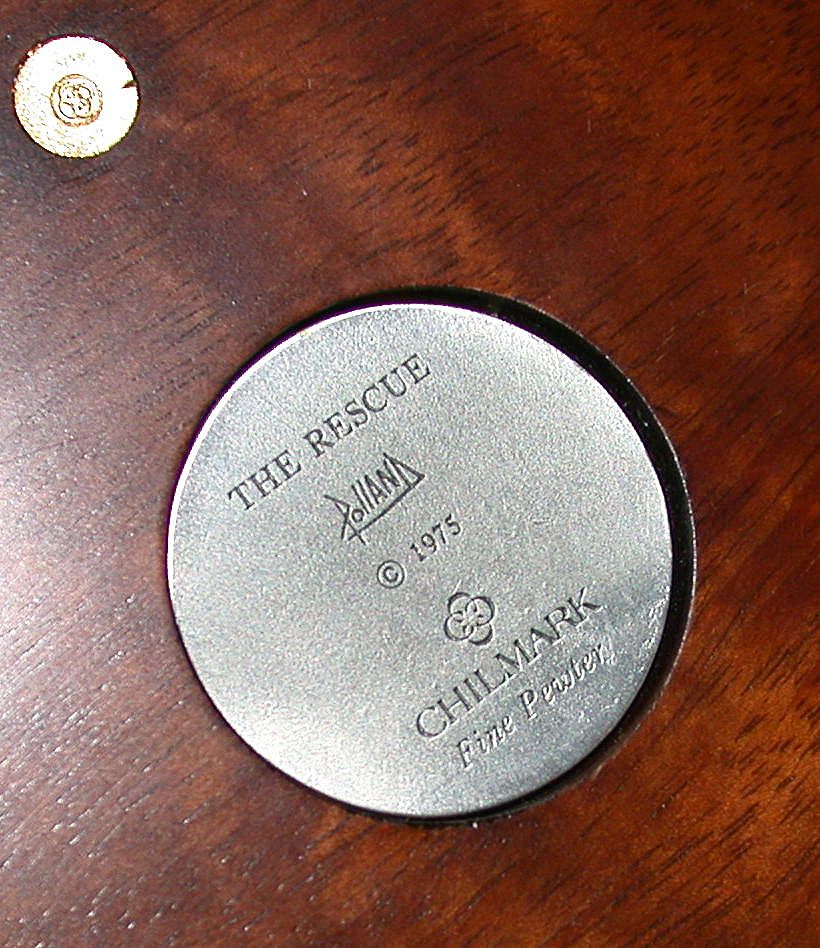 THE RESCUE
Polland
© 1975
CHILMARK
Fine Pewter